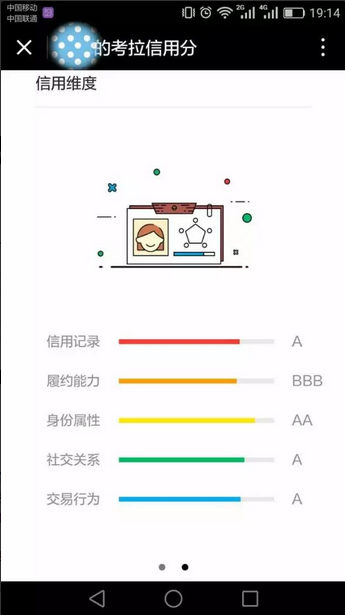 中国移动
中国联通
2G
4G
19:14
的考拉信用分
信用维度
信用记录 A
履约能力 BBB
身份属性 AA
社交关系 A
交易行为 A